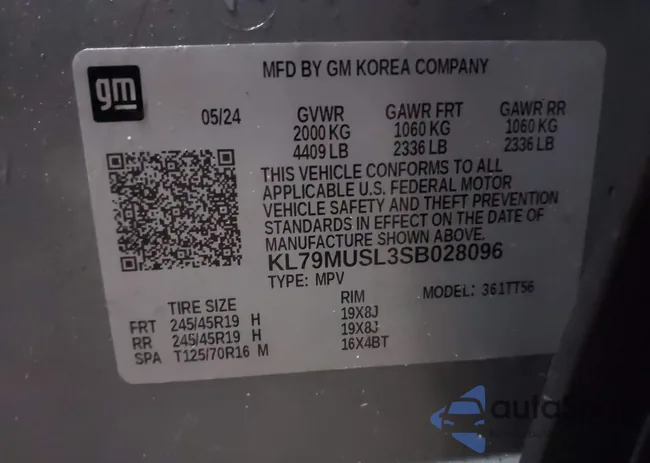 gm
MFD BY GM KOREA COMPANY
05/24 GVWR GAWR FRT GAWR RR
2000 KG 1060 KG 1060 KG
4409 LB 2336 LB 2336 LB
THIS VEHICLE CONFORMS TO ALL
APPLICABLE U.S. FEDERAL MOTOR
VEHICLE SAFETY AND THEFT PREVENTION
STANDARDS IN EFFECT ON THE DATE OF
MANUFACTURE SHOWN ABOVE.
KL79MUSL3SB028096
TYPE: MPV MODEL: 361TT56
TIRE SIZE RIM
FRT 245/45R19 H 19X8J
RR 245/45R19 H 19X8J
SPA T125/70R16 M 16X4BT